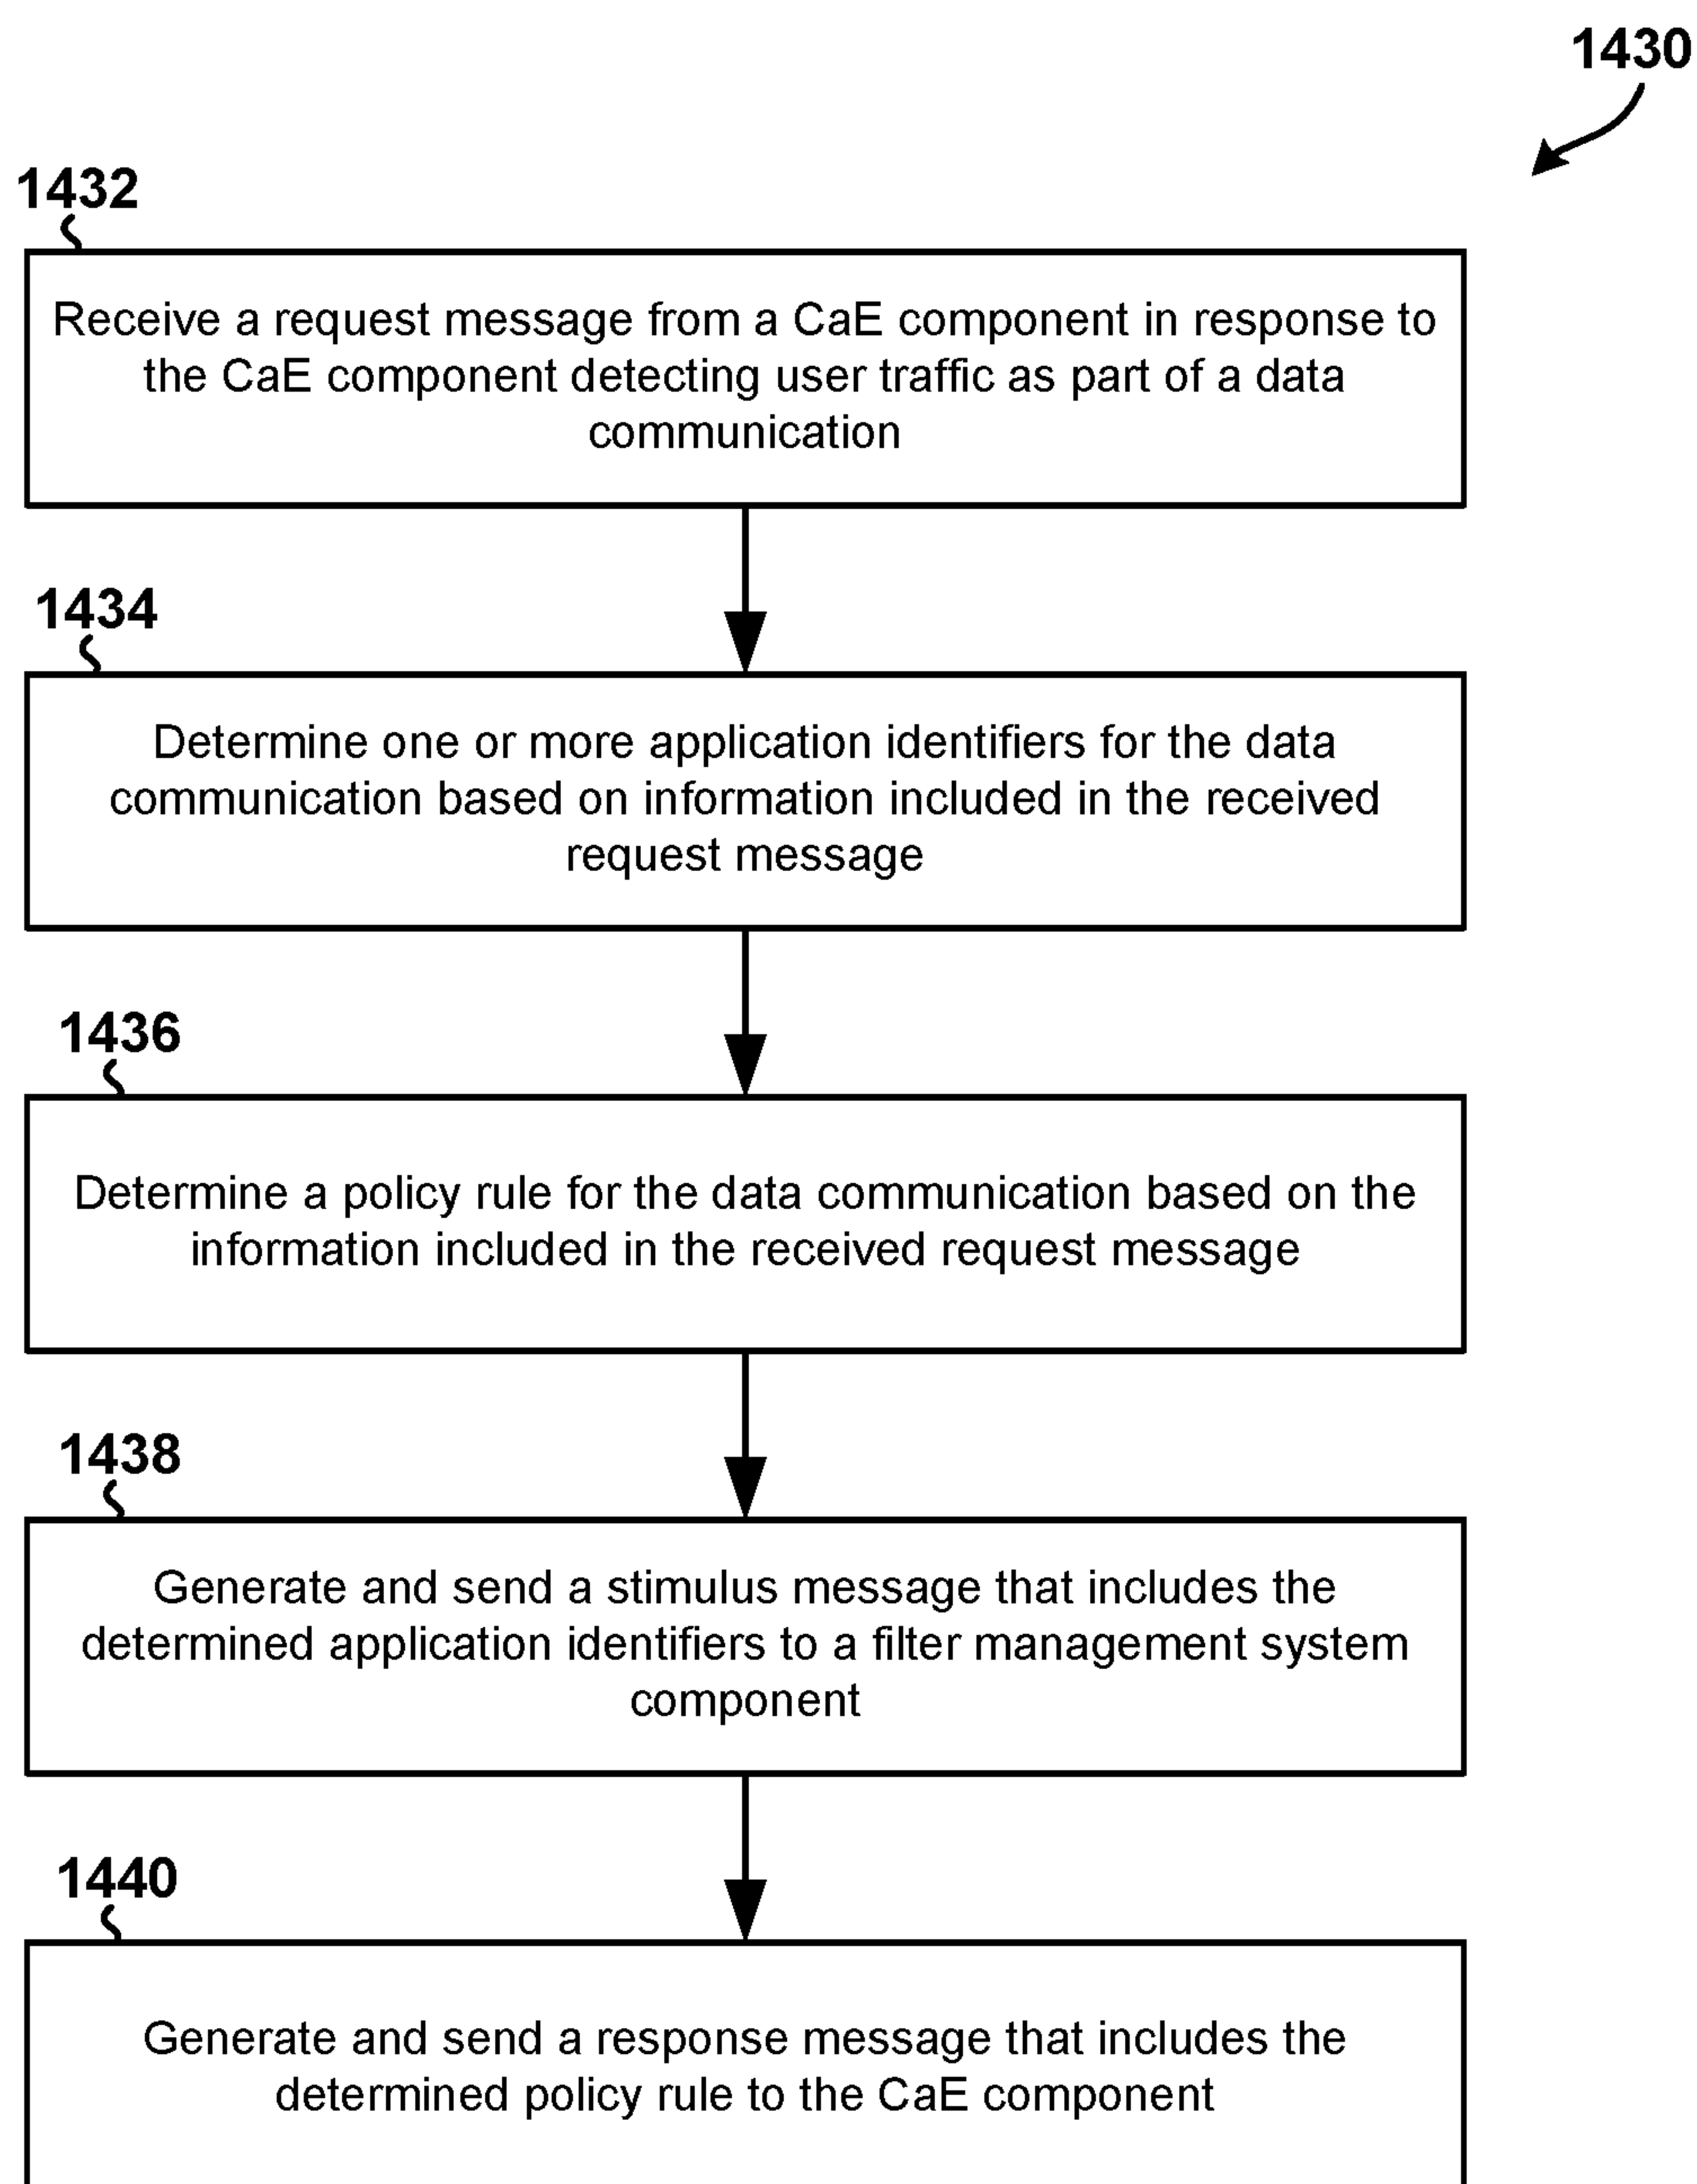 1430
1432
Receive a request message from a CaE component in response to
the CaE component detecting user traffic as part of a data
communication
1434
Determine one or more application identifiers for the data
communication based on information included in the received
request message
1436
Determine a policy rule for the data communication based on the
information included in the received request message
1438
Generate and send a stimulus message that includes the
determined application identifiers to a filter management system
component
1440
Generate and send a response message that includes the
determined policy rule to the CaE component